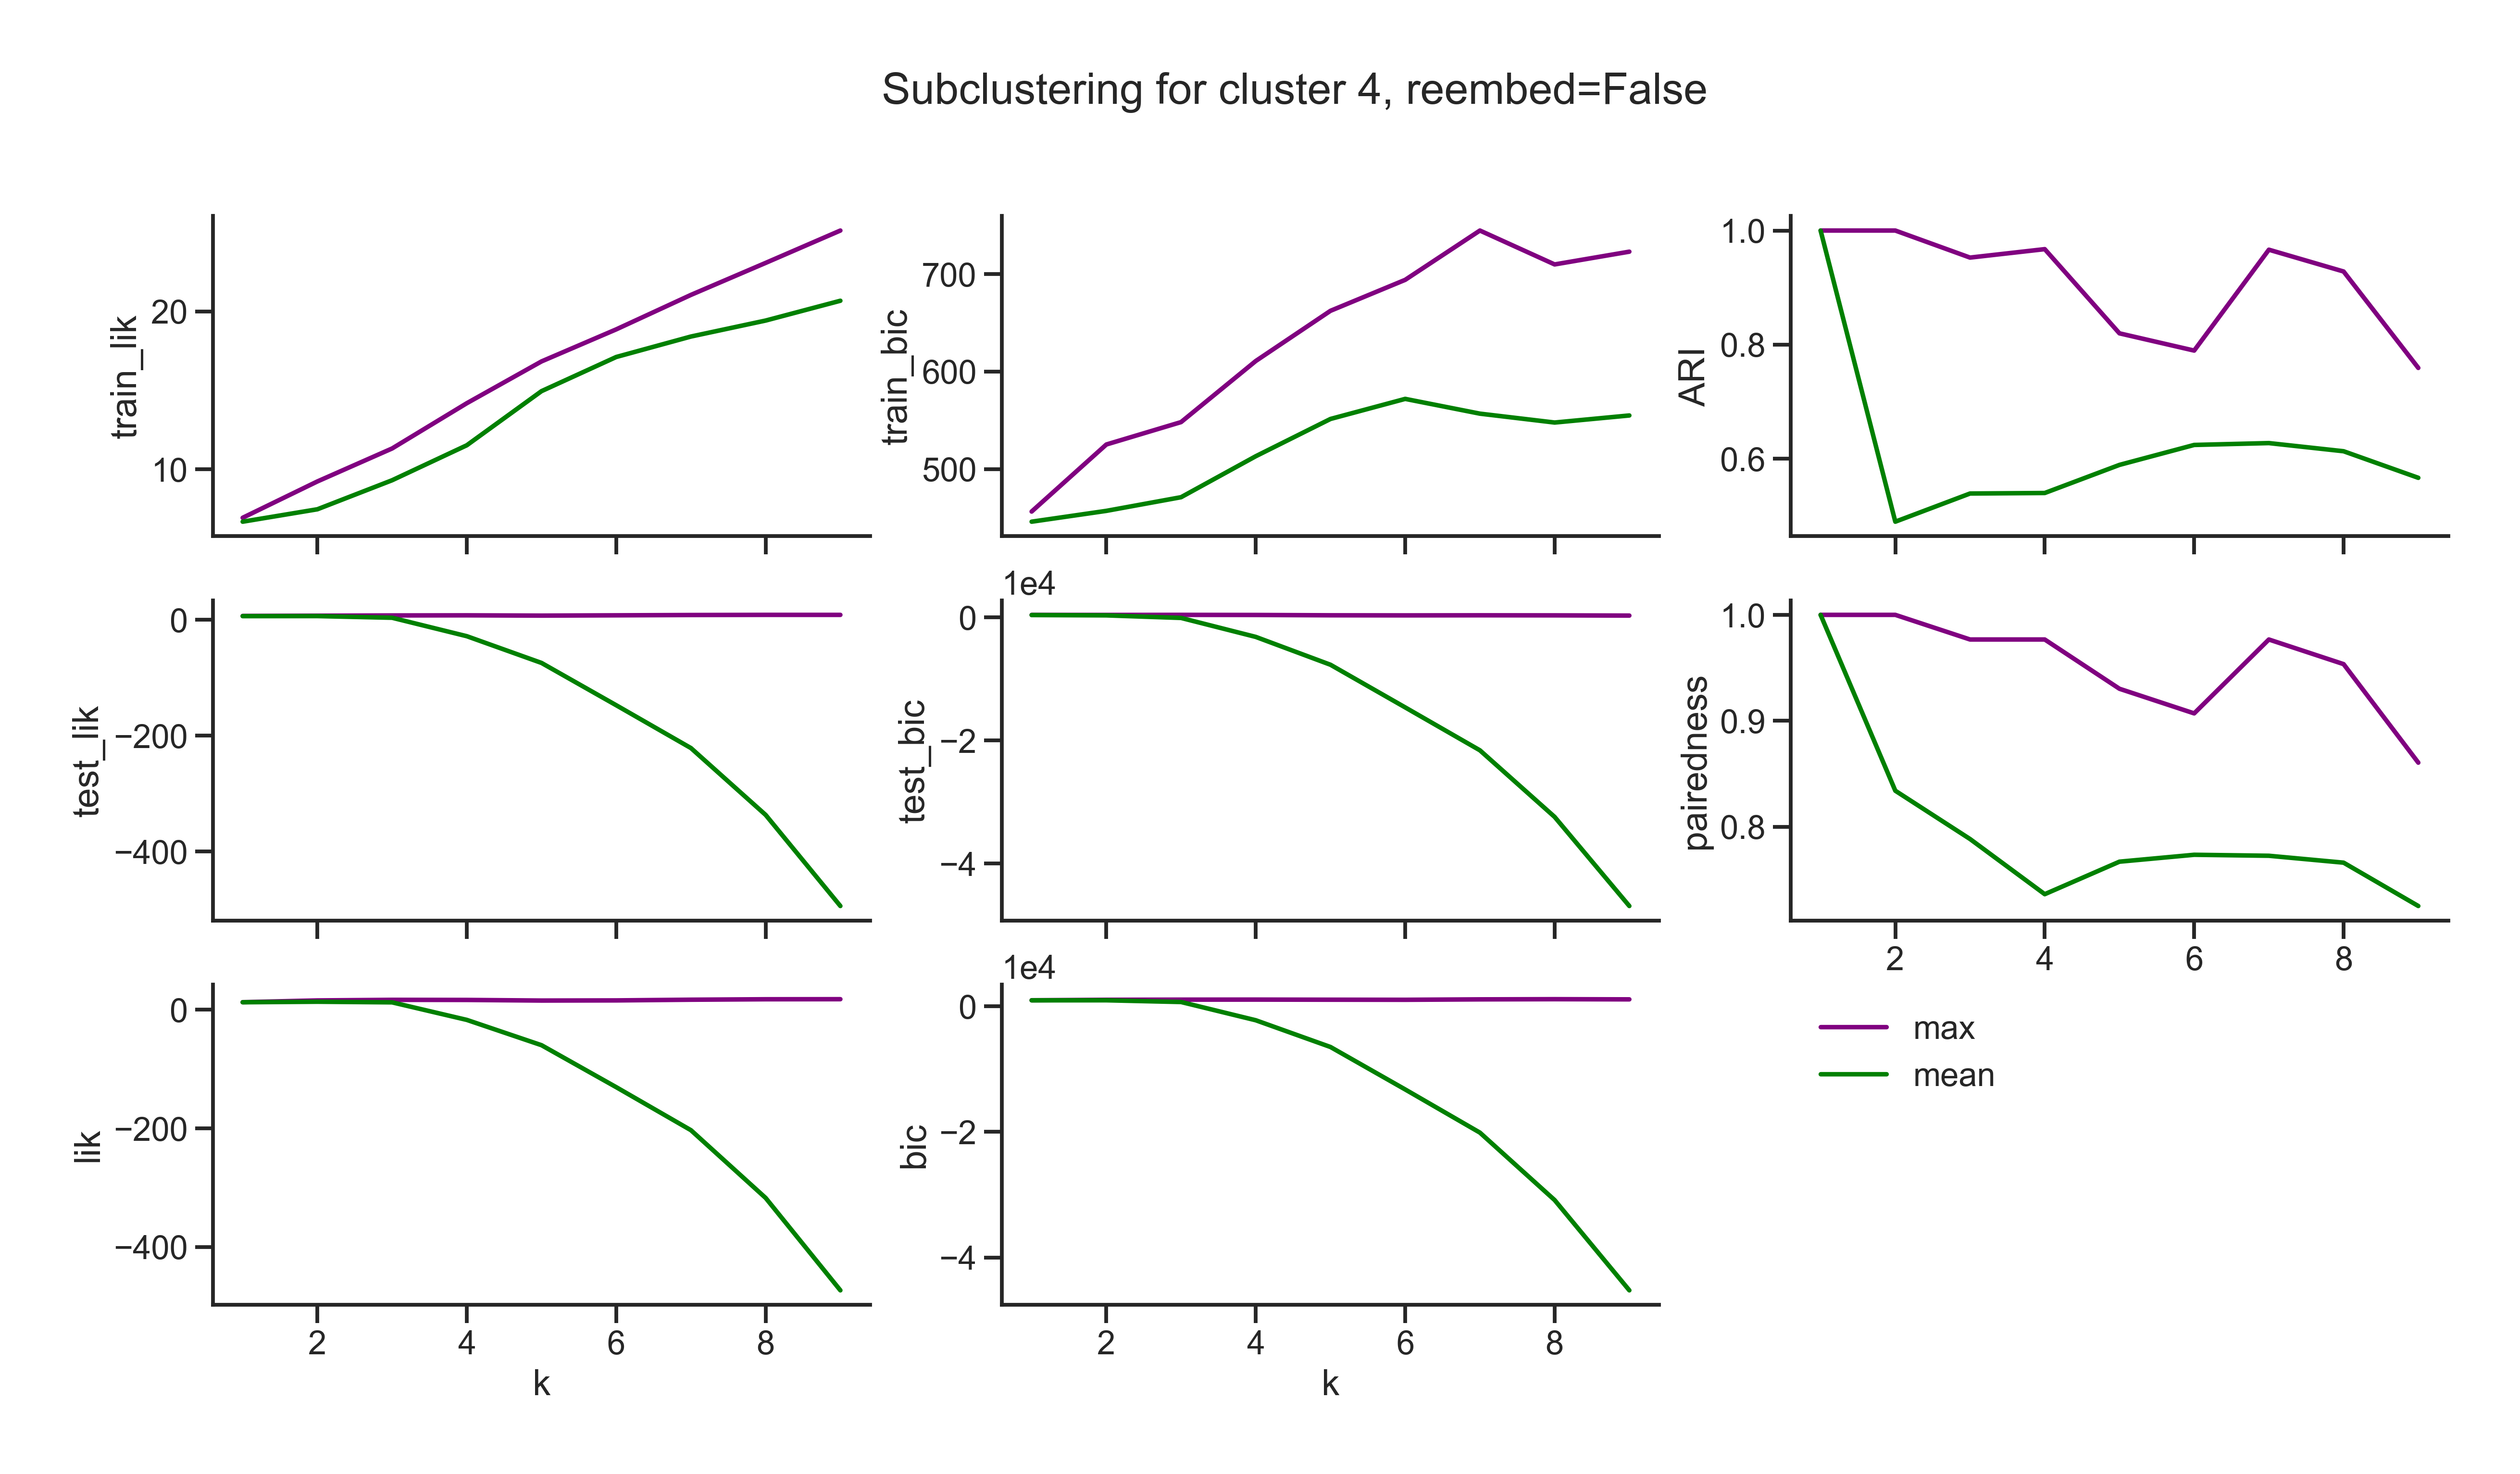 Subclustering for cluster 4, reembed=False
train_lik
20
10
train_bic
700
600
500
ARI
1.0
0.8
0.6
test_lik
0
−200
−400
1e4
test_bic
0
−2
−4
pairedness
1.0
0.9
0.8
2 4 6 8
lik
0
−200
−400
2 4 6 8
k
1e4
bic
0
−2
−4
2 4 6 8
k
max
mean